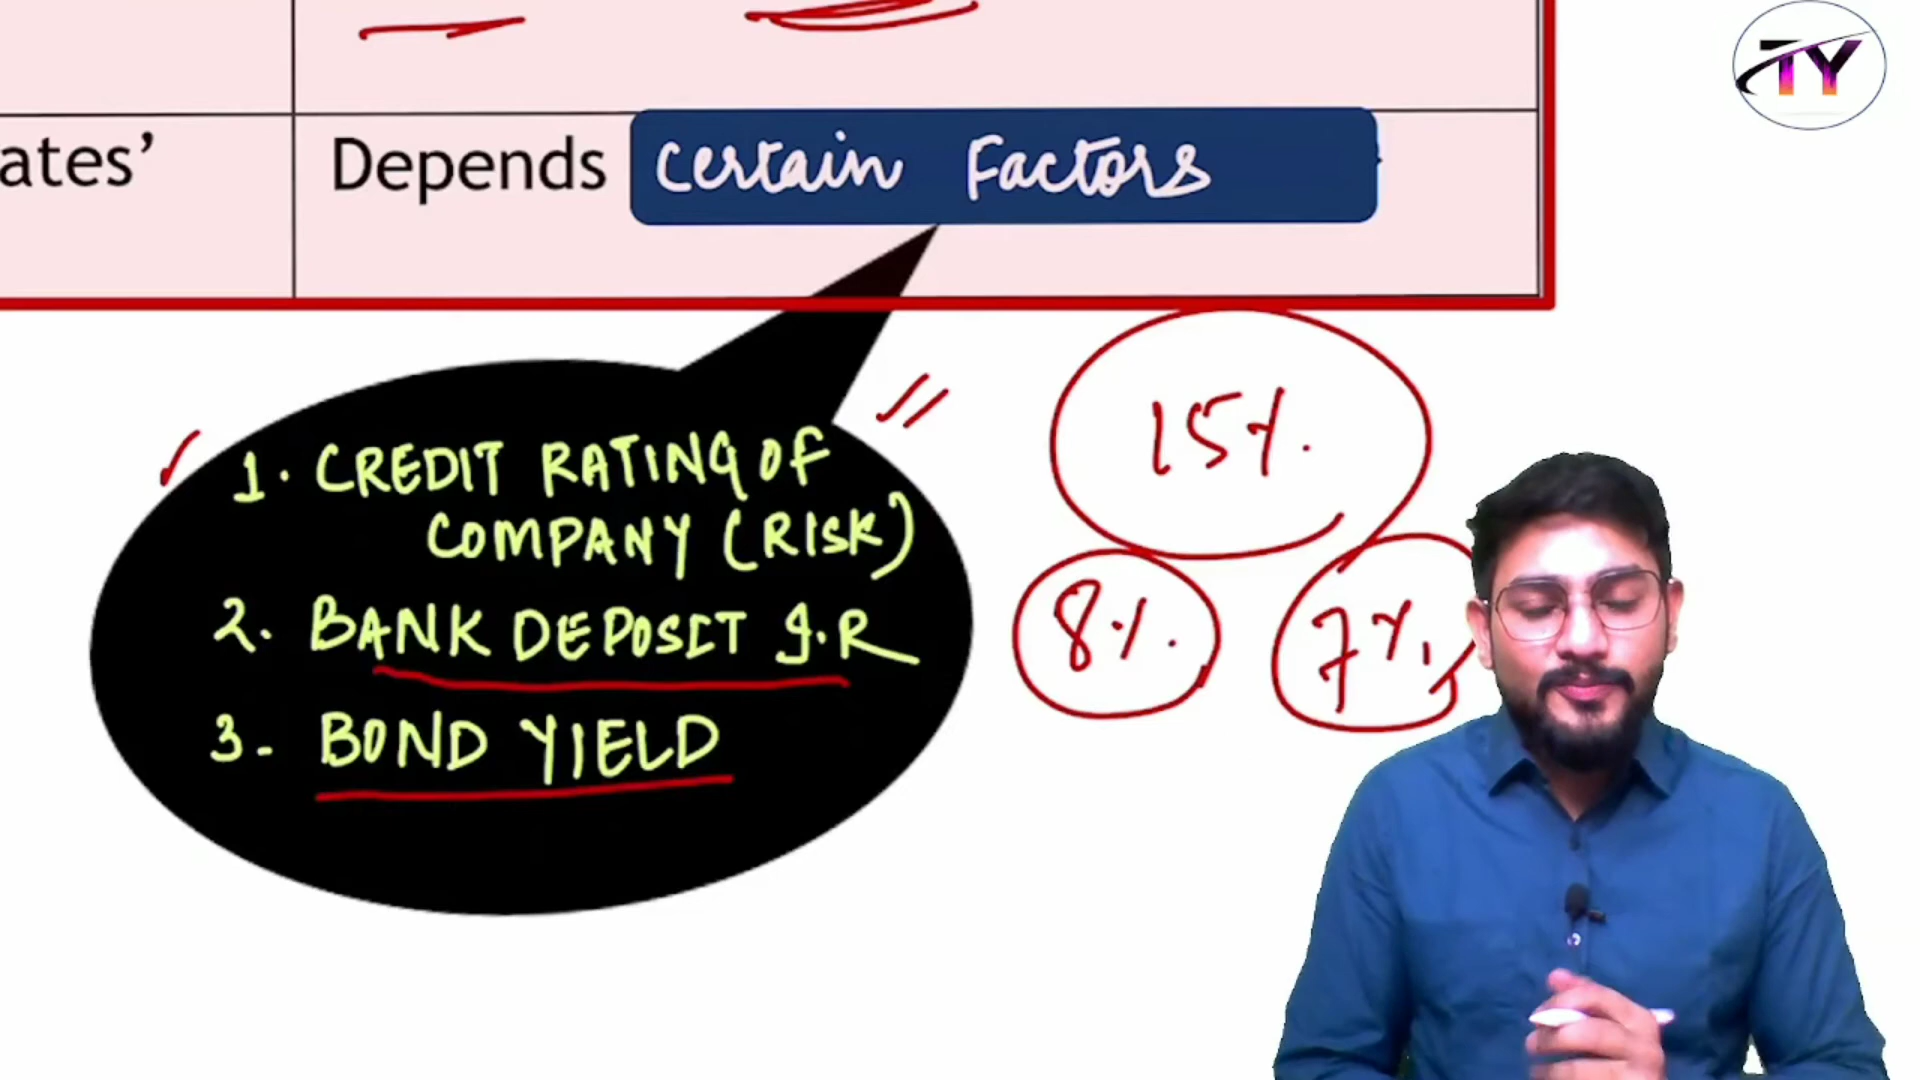 TY
ates’
Depends Certain Factors
15%.
1. CREDIT RATING OF
COMPANY (RISK)
8%.
7%.
2. BANK DEPOSIT I.R
3- BOND YIELD